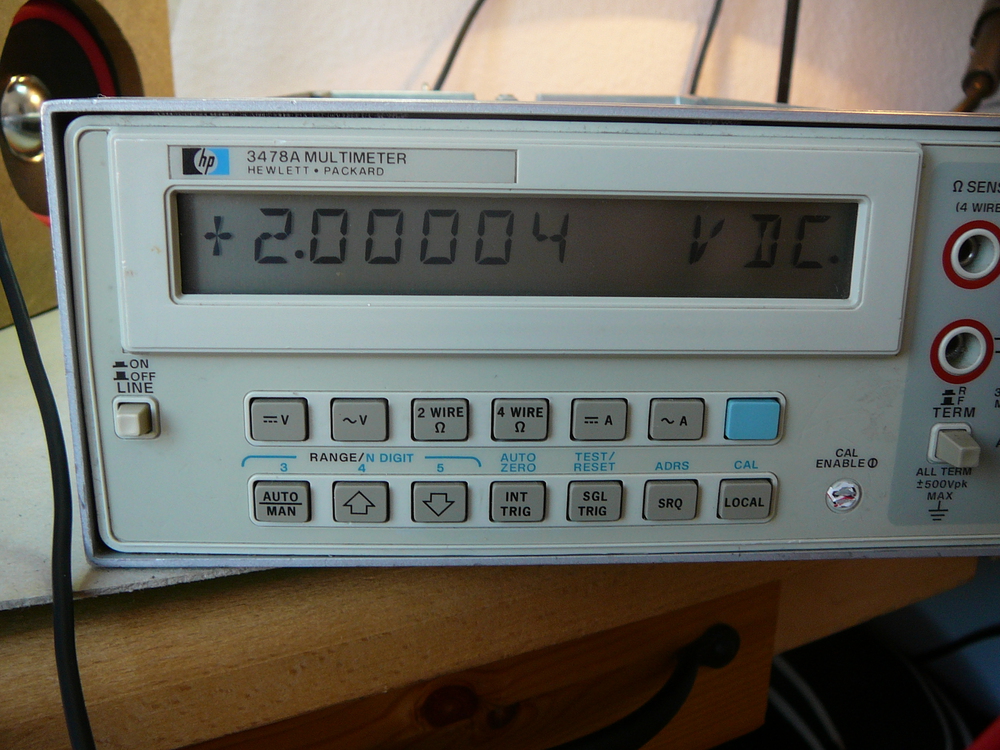 hp
3478A MULTIMETER
HEWLETT • PACKARD
+2.00004 V DC.
Ω SENS
(4 WIRE
ON
OFF
LINE
⎓V
~V
2 WIRE
Ω
4 WIRE
Ω
⎓A
~A
RANGE/N DIGIT
3
4
5
AUTO
ZERO
TEST/
RESET
ADRS
CAL
AUTO
MAN
INT
TRIG
SGL
TRIG
SRQ
LOCAL
CAL
ENABLE
R
F
TERM
ALL TERM
±500Vpk
MAX